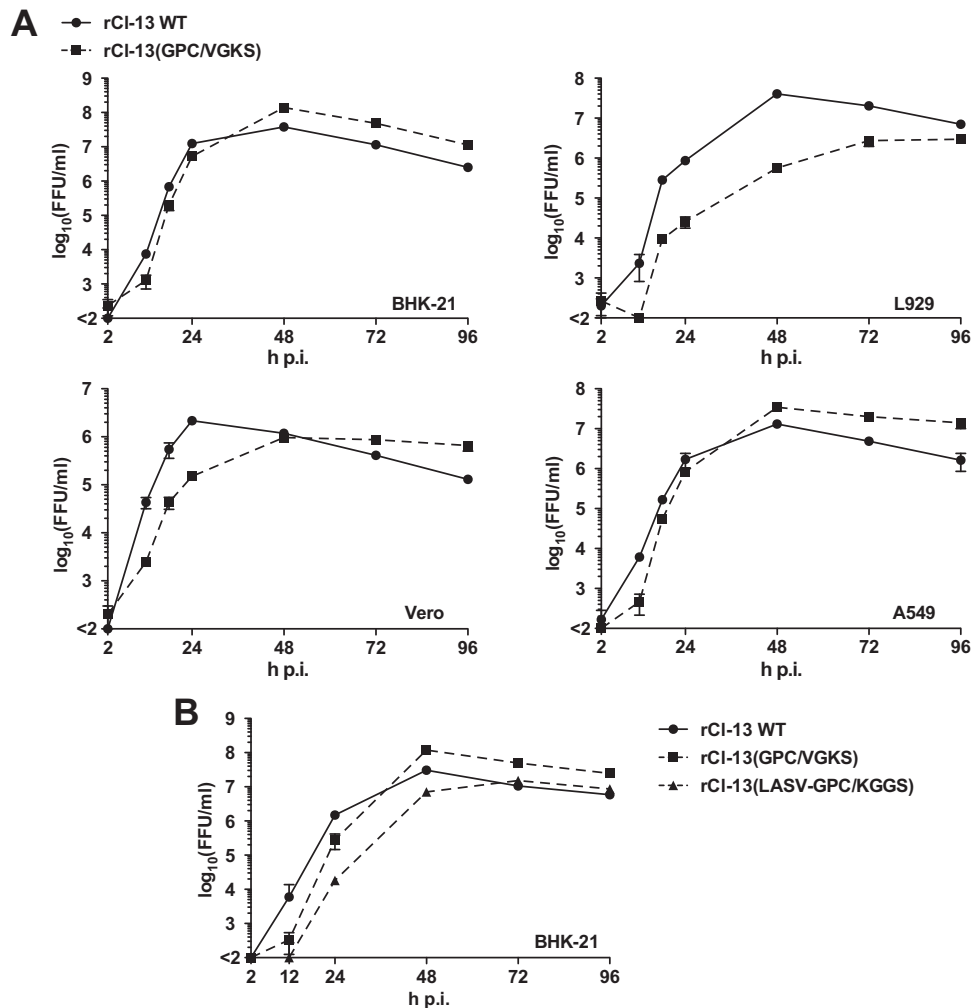 A
rCl-13 WT
rCl-13(GPC/VGKS)
9
8
7
6
5
4
3
<2
log10(FFU/ml)
2
24
48
72
96
h p.i.
BHK-21
8
7
6
5
4
3
<2
log10(FFU/ml)
2
24
48
72
96
h p.i.
L929
7
6
5
4
3
<2
log10(FFU/ml)
2
24
48
72
96
h p.i.
Vero
8
7
6
5
4
3
<2
log10(FFU/ml)
2
24
48
72
96
h p.i.
A549
B
9
8
7
6
5
4
3
<2
log10(FFU/ml)
2
12
24
48
72
96
h p.i.
BHK-21
rCl-13 WT
rCl-13(GPC/VGKS)
rCl-13(LASV-GPC/KGGS)